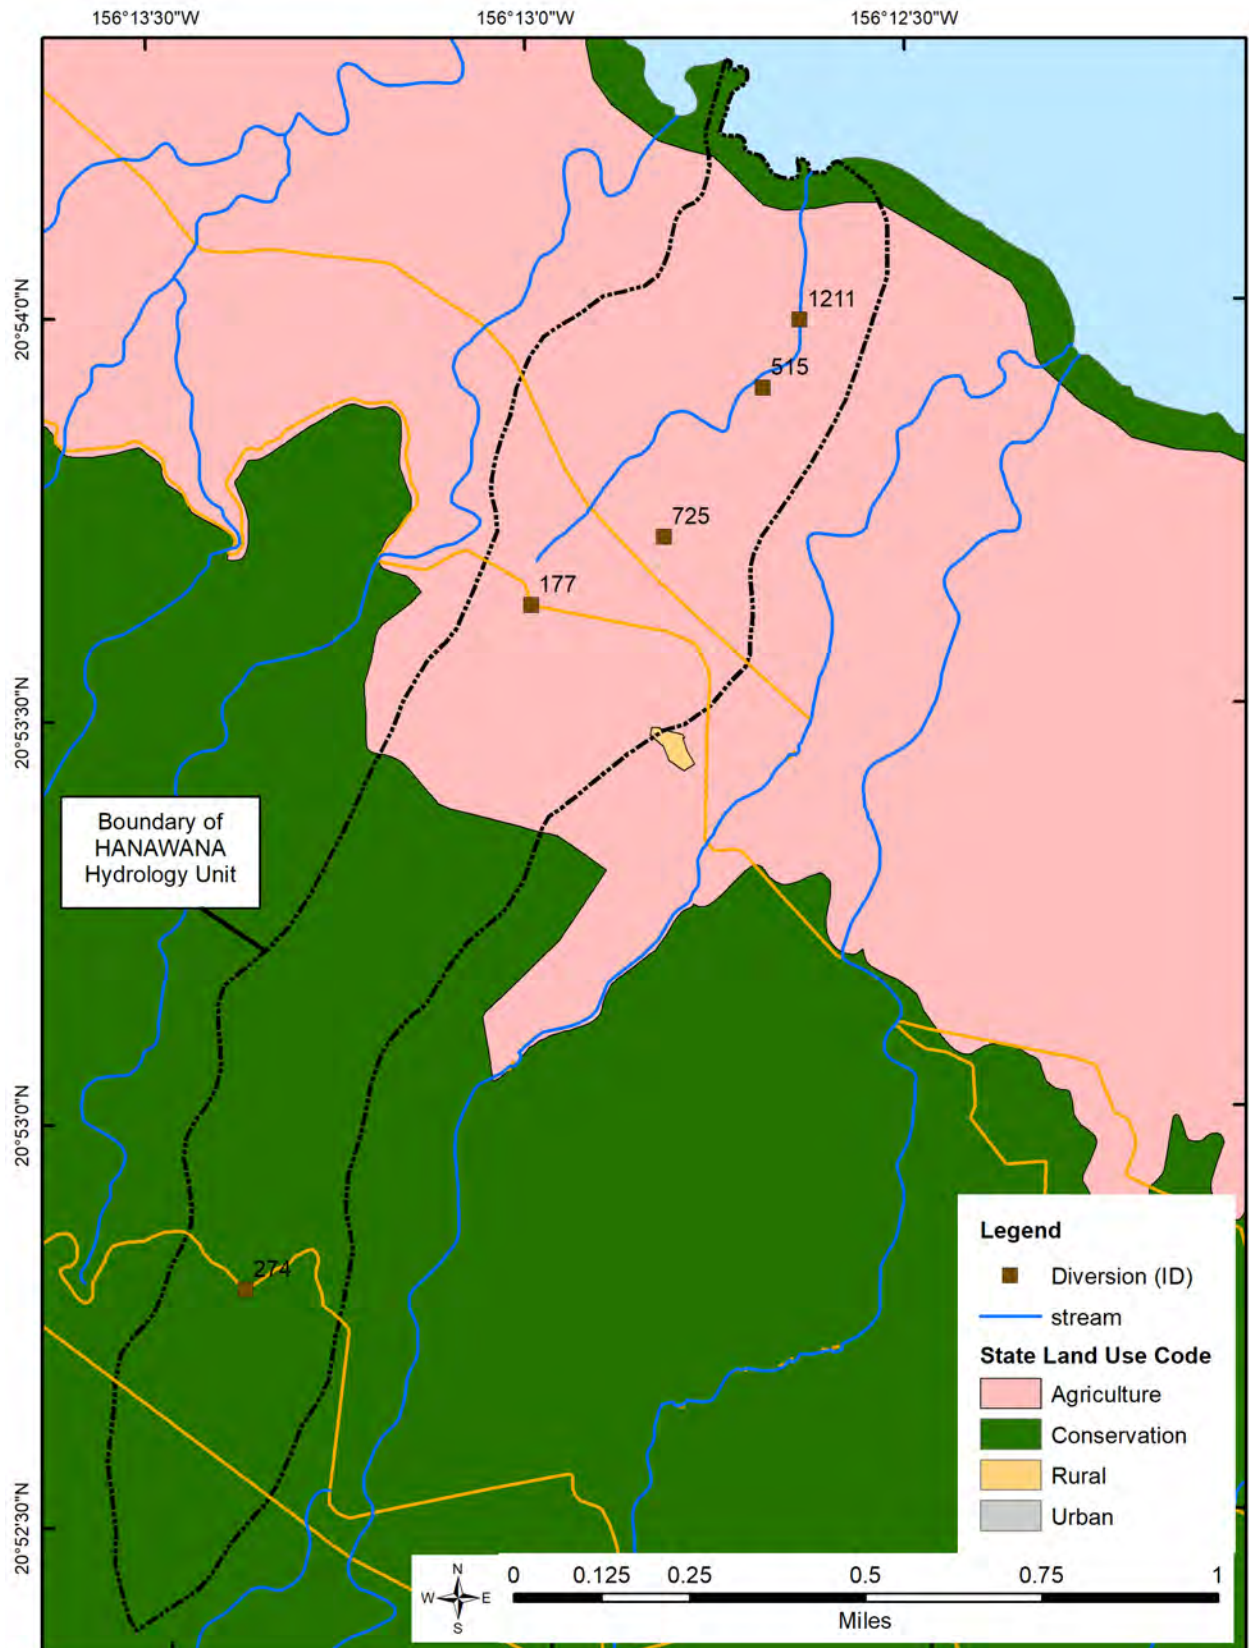 156°13'30"W
156°13'0"W
156°12'30"W
20°54'0"N
1211
515
725
177
20°53'30"N
Boundary of
HANAWANA
Hydrology Unit
20°53'0"N
274
Legend
Diversion (ID)
stream
State Land Use Code
Agriculture
Conservation
Rural
Urban
20°52'30"N
N
W E
S
0 0.125 0.25 0.5 0.75 1
Miles